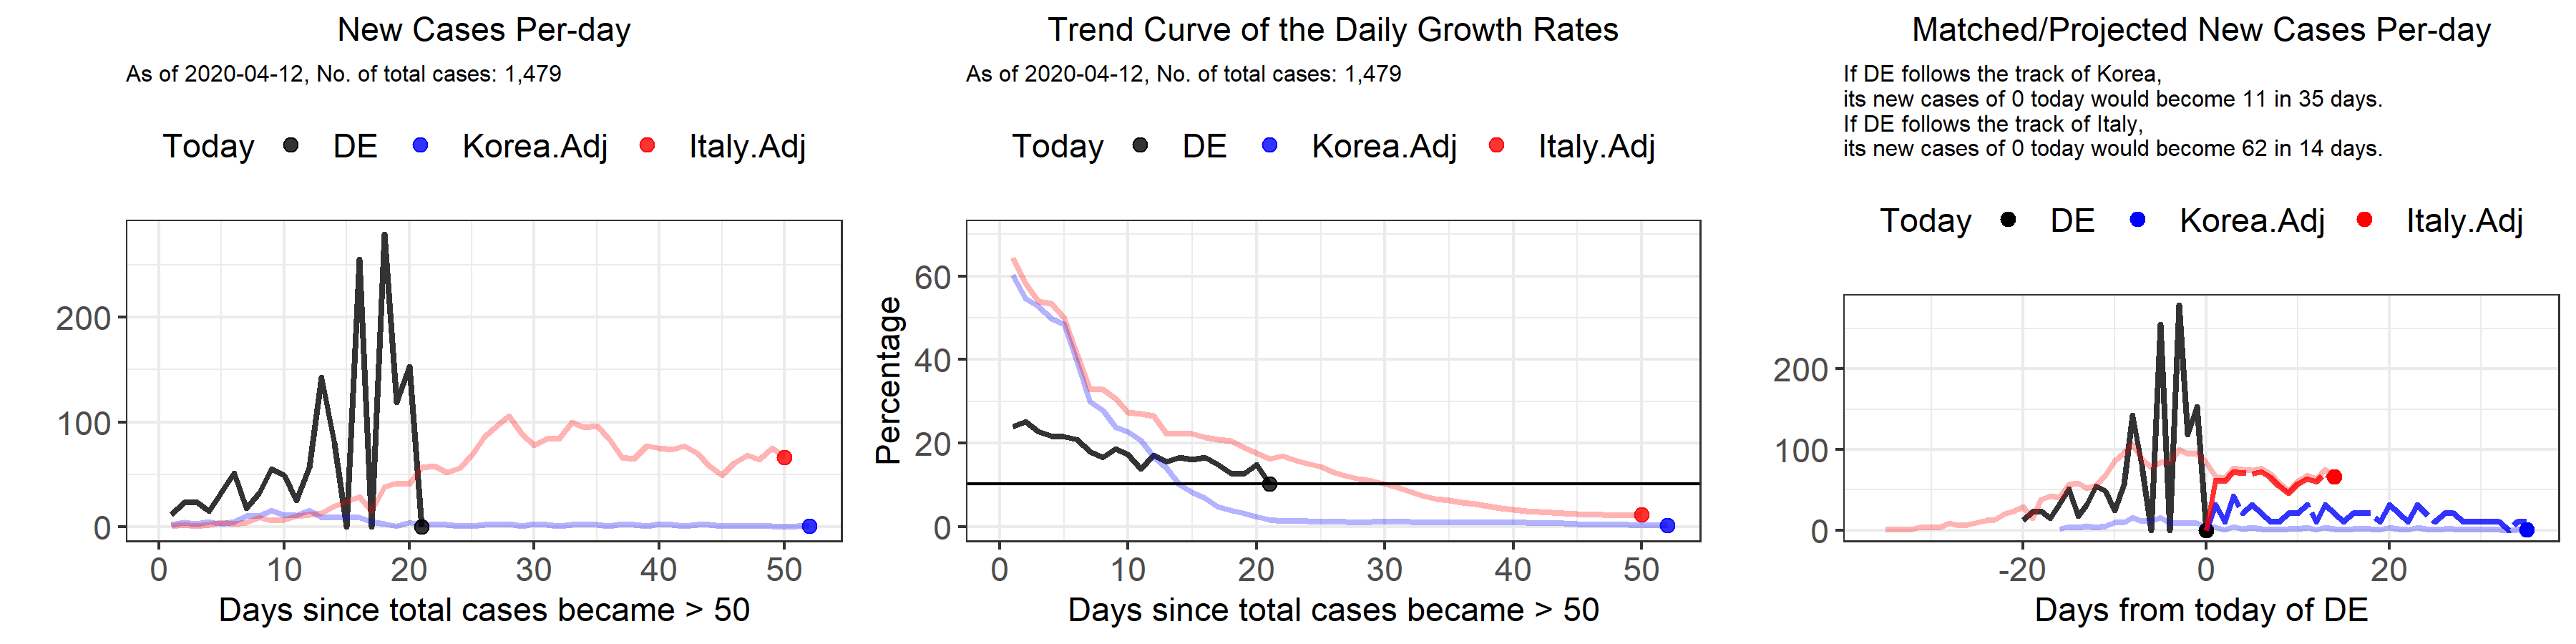 New Cases Per-day
As of 2020-04-12, No. of total cases: 1,479
Today DE Korea.Adj Italy.Adj
200
100
0
0 10 20 30 40 50
Days since total cases became > 50
Trend Curve of the Daily Growth Rates
As of 2020-04-12, No. of total cases: 1,479
Today DE Korea.Adj Italy.Adj
Percentage
60
40
20
0
0 10 20 30 40 50
Days since total cases became > 50
Matched/Projected New Cases Per-day
If DE follows the track of Korea,
its new cases of 0 today would become 11 in 35 days.
If DE follows the track of Italy,
its new cases of 0 today would become 62 in 14 days.
Today DE Korea.Adj Italy.Adj
200
100
0
-20 0 20
Days from today of DE